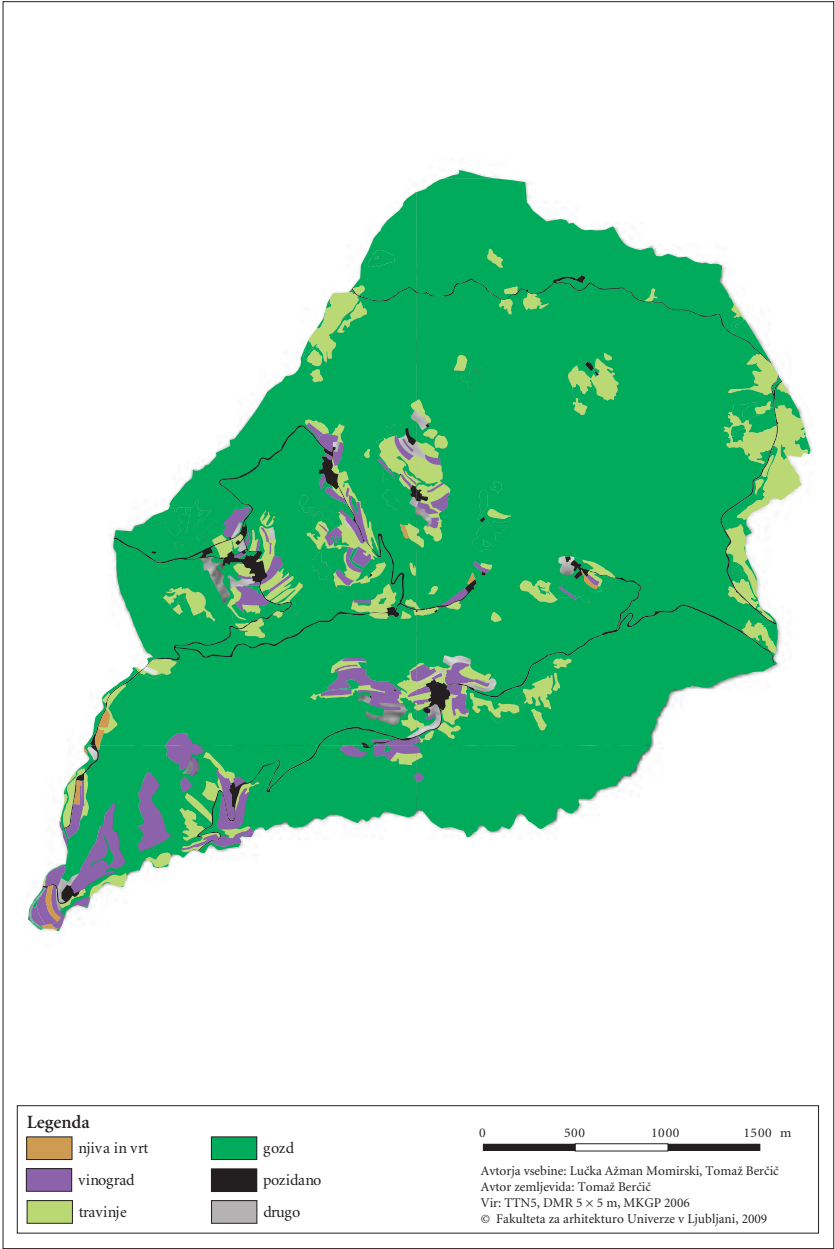 Legenda
njiva in vrt
vinograd
travinje
gozd
pozidano
drugo
0 500 1000 1500 m
Avtorja vsebine: Lučka Ažman Momirski, Tomaž Berčič
Avtor zemljevida: Tomaž Berčič
Vir: TTN5, DMR 5 × 5 m, MKGP 2006
© Fakulteta za arhitekturo Univerze v Ljubljani, 2009